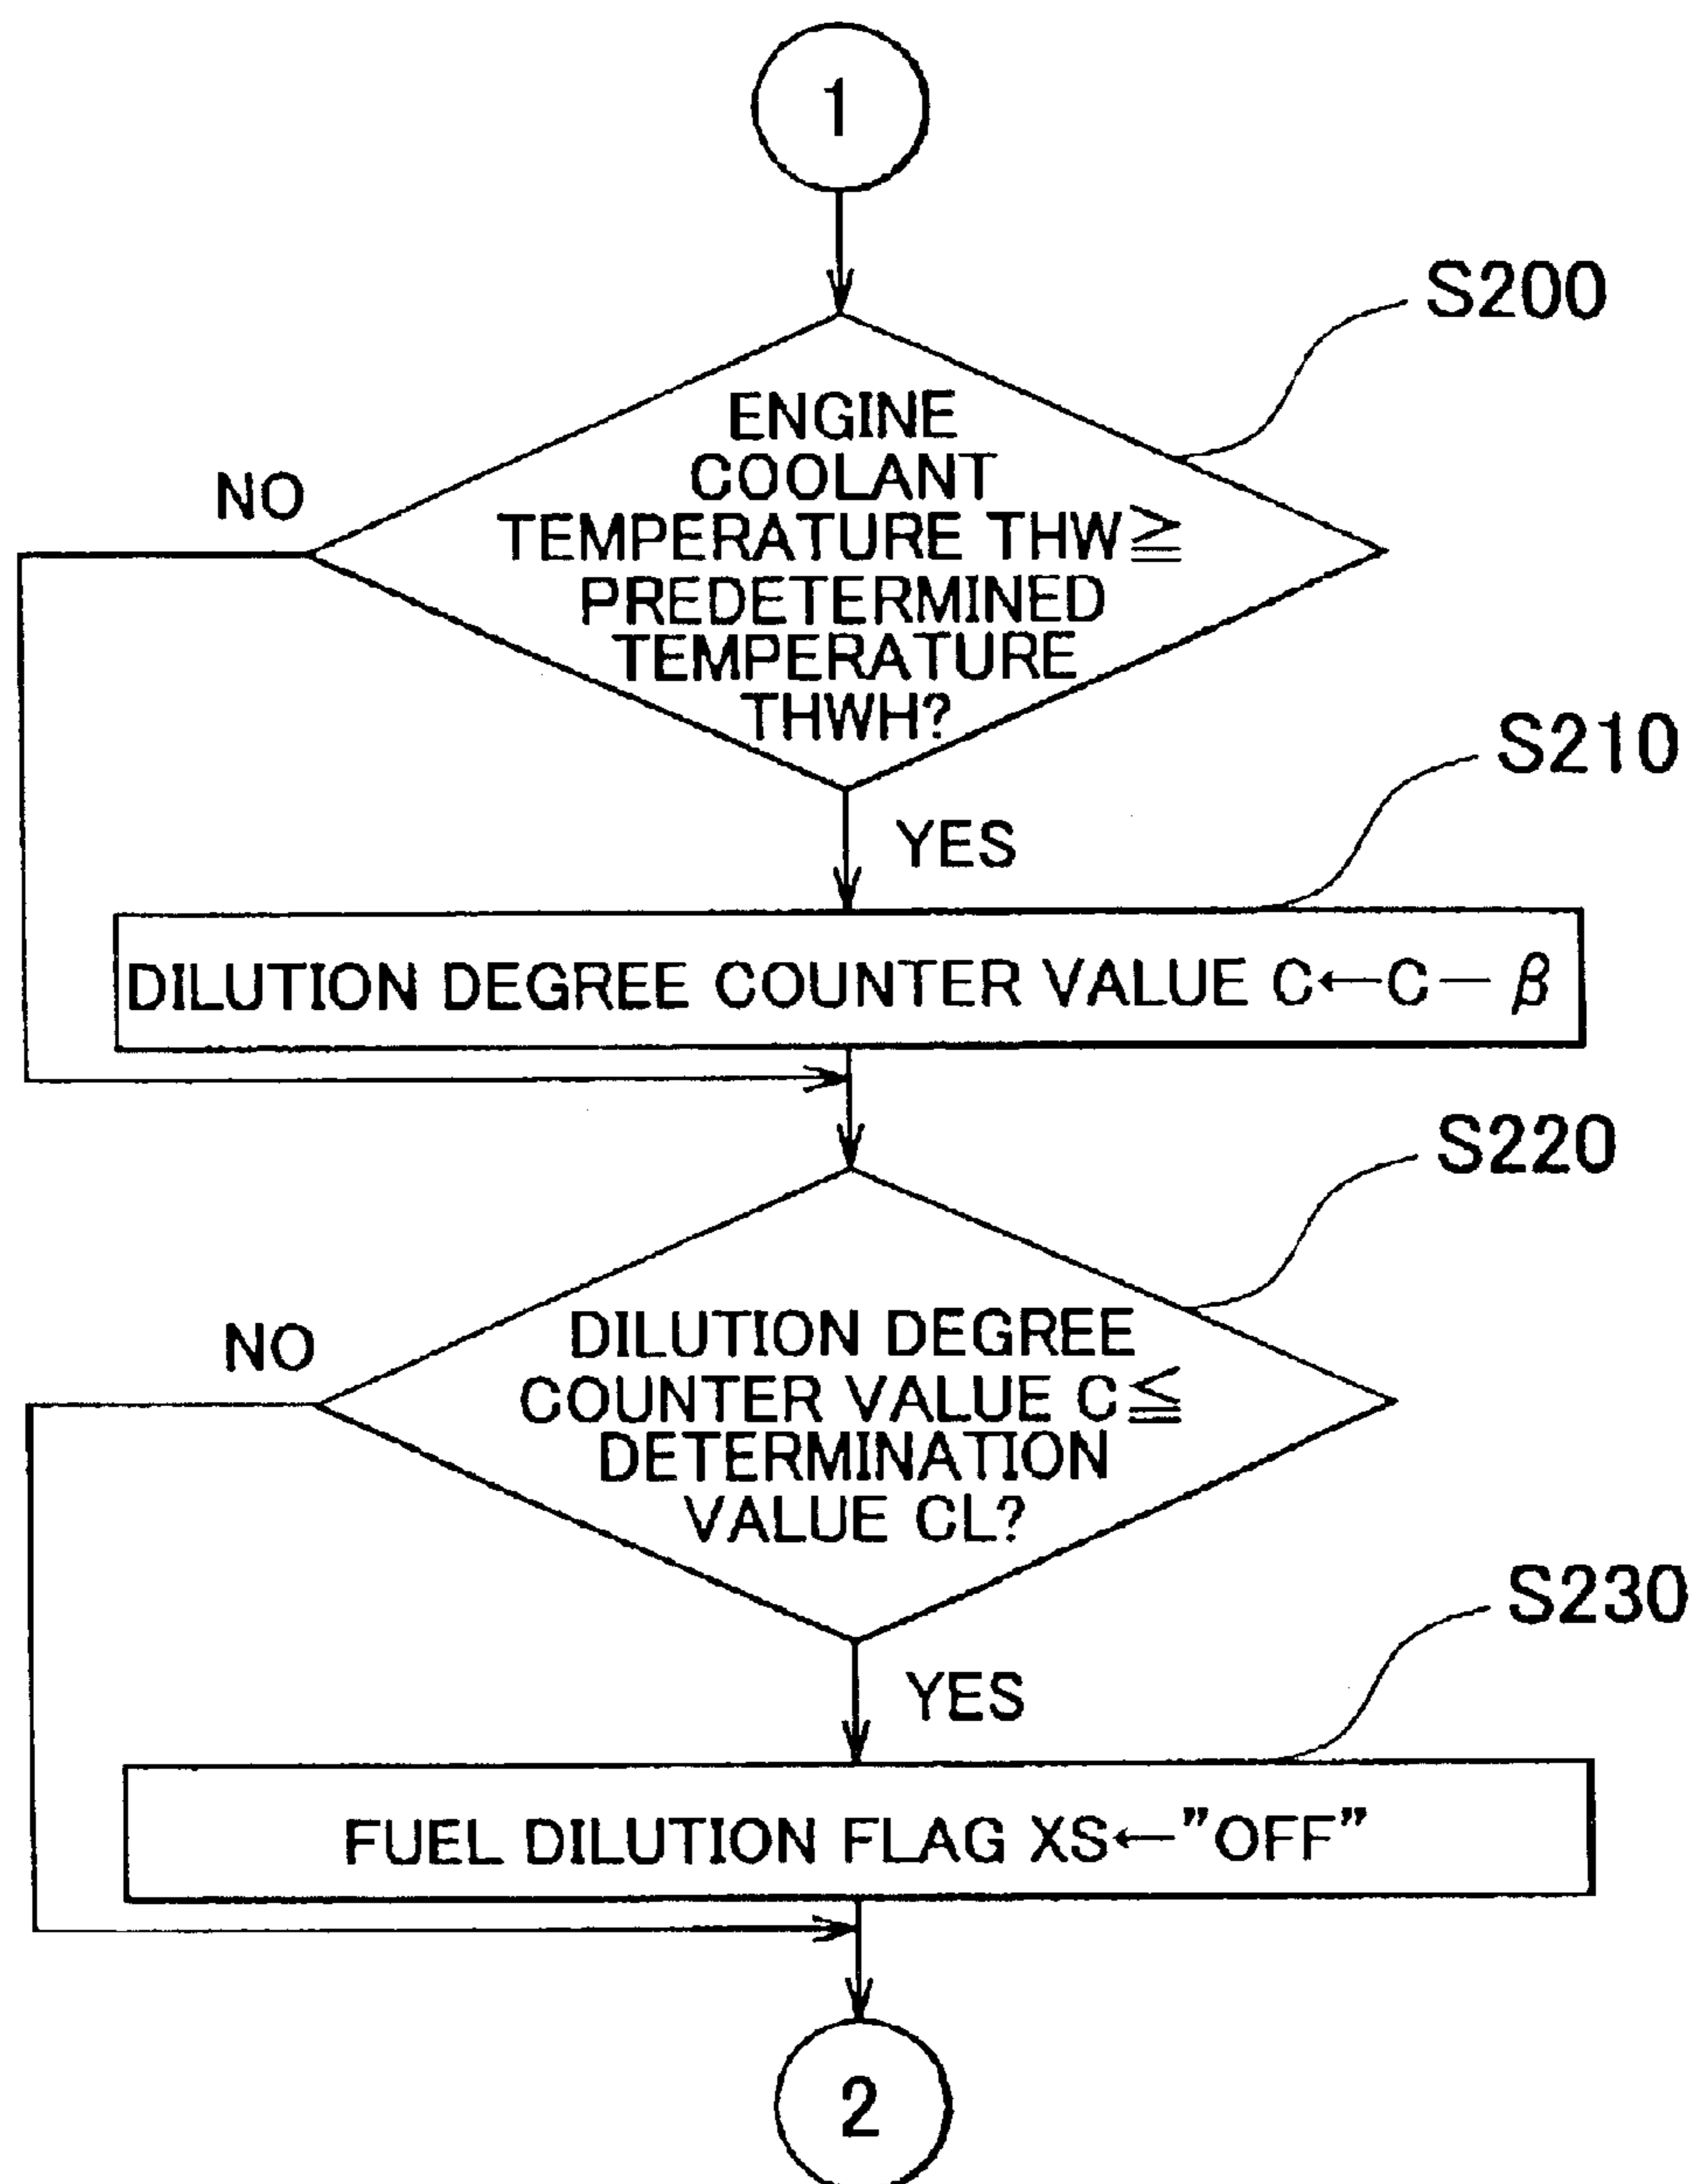 1
S200
ENGINE
COOLANT
NO
TEMPERATURE THW≧
PREDETERMINED
TEMPERATURE
THWH?
S210
YES
DILUTION DEGREE COUNTER VALUE C←C－β
S220
DILUTION DEGREE
NO
COUNTER VALUE C≦
DETERMINATION
VALUE CL?
S230
YES
FUEL DILUTION FLAG XS←"OFF"
2